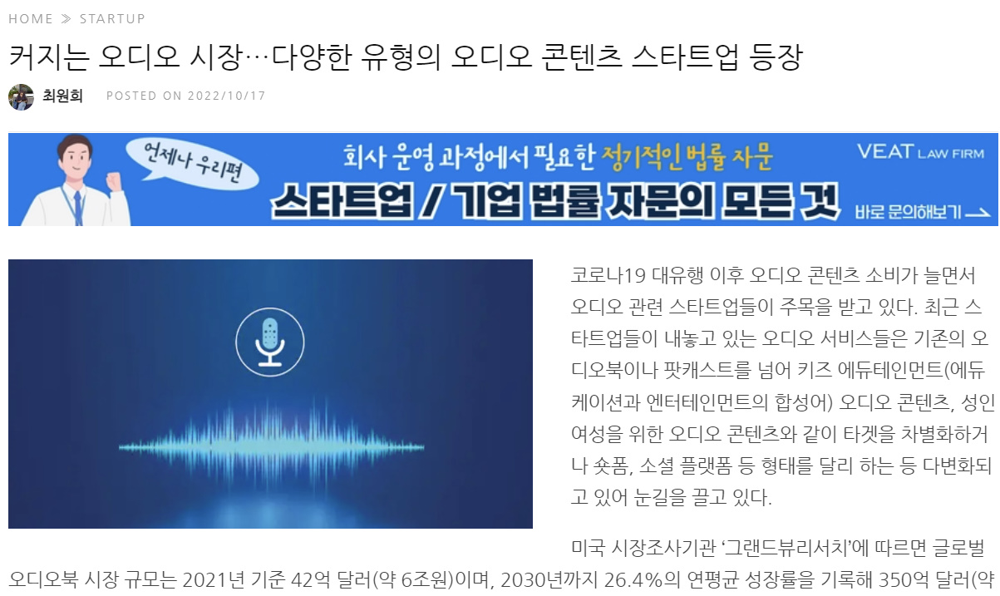 HOME ≫ STARTUP
커지는 오디오 시장…다양한 유형의 오디오 콘텐츠 스타트업 등장
최원희 POSTED ON 2022/10/17
언제나 우리편
회사 운영 과정에서 필요한 정기적인 법률 자문
스타트업 / 기업 법률 자문의 모든 것
VEAT LAW FIRM
바로 문의해보기
코로나19 대유행 이후 오디오 콘텐츠 소비가 늘면서
오디오 관련 스타트업들이 주목을 받고 있다. 최근 스
타트업들이 내놓고 있는 오디오 서비스들은 기존의 오
디오북이나 팟캐스트를 넘어 키즈 에듀테인먼트(에듀
케이션과 엔터테인먼트의 합성어) 오디오 콘텐츠, 성인
여성을 위한 오디오 콘텐츠와 같이 타겟을 차별화하거
나 숏폼, 소셜 플랫폼 등 형태를 달리 하는 등 다변화되
고 있어 눈길을 끌고 있다.
미국 시장조사기관 ‘그랜드뷰리서치’에 따르면 글로벌
오디오북 시장 규모는 2021년 기준 42억 달러(약 6조원)이며, 2030년까지 26.4%의 연평균 성장률을 기록해 350억 달러(약